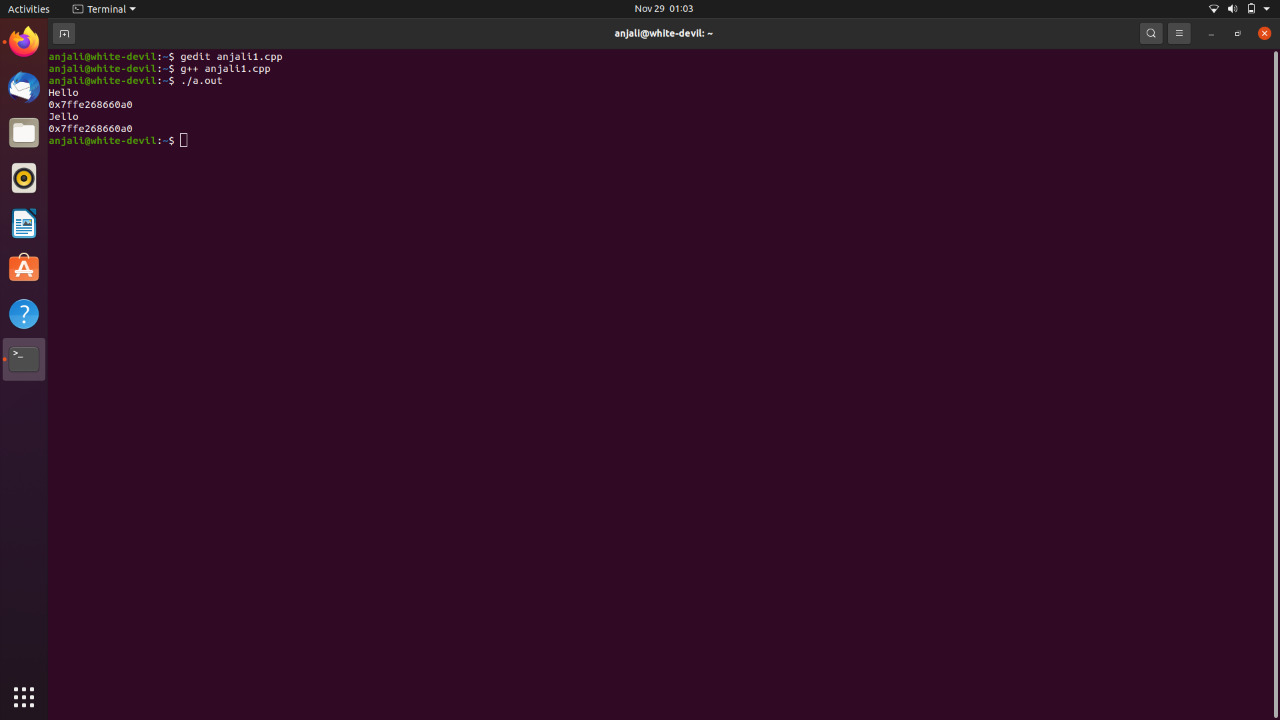 Activities Terminal Nov 29 01:03
anjali@white-devil: ~
anjali@white-devil:~$ gedit anjali1.cpp
anjali@white-devil:~$ g++ anjali1.cpp
anjali@white-devil:~$ ./a.out
Hello
0x7ffe268660a0
Jello
0x7ffe268660a0
anjali@white-devil:~$